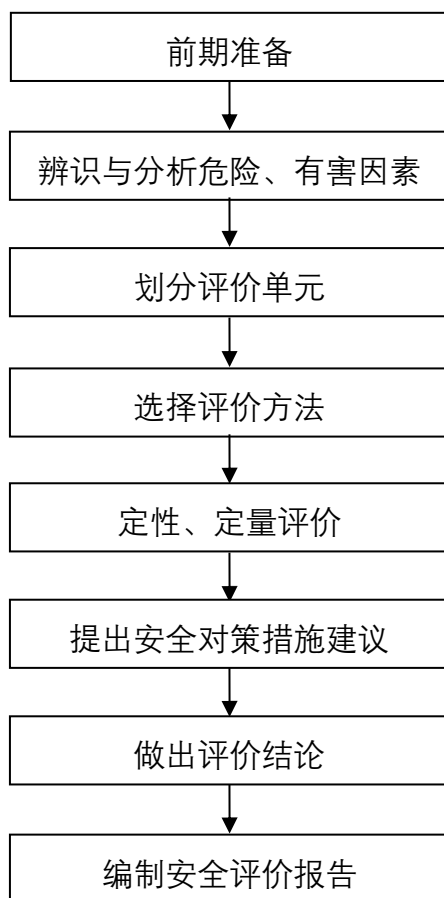 前期准备
辨识与分析危险、有害因素
划分评价单元
选择评价方法
定性、定量评价
提出安全对策措施建议
做出评价结论
编制安全评价报告